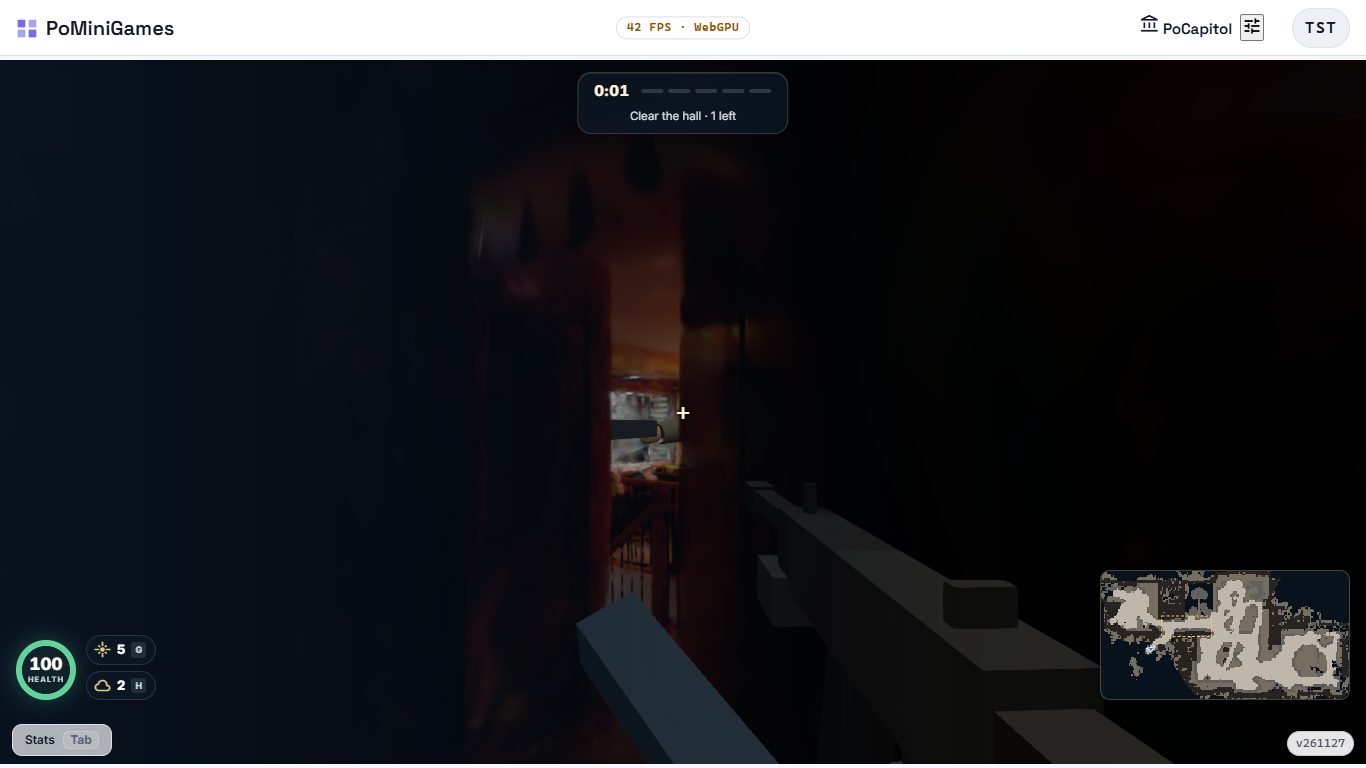 PoMiniGames
42 FPS · WebGPU
PoCapitol
TST
0:01
Clear the hall · 1 left
100
HEALTH
5 G
2 H
Stats Tab
v261127